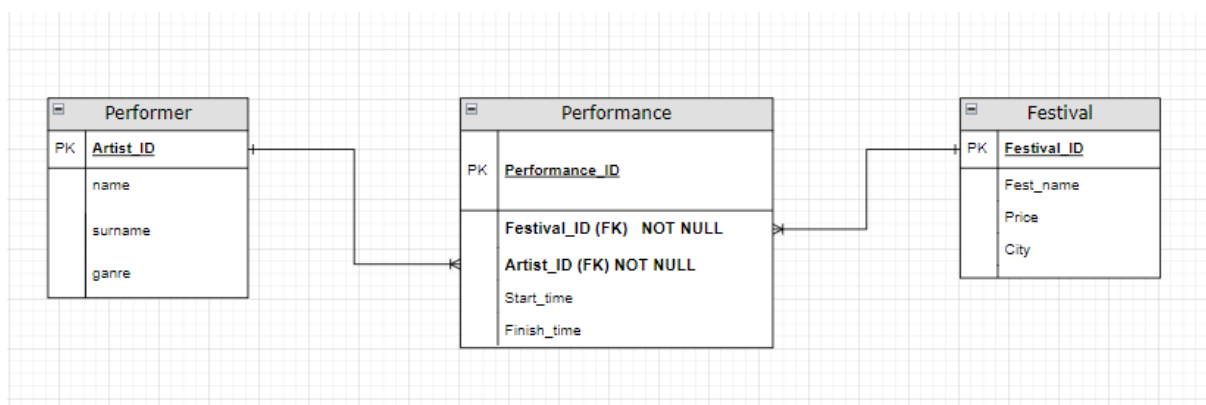 Performer
PK Artist_ID
name
surname
ganre
Performance
PK Performance_ID
Festival_ID (FK) NOT NULL
Artist_ID (FK) NOT NULL
Start_time
Finish_time
Festival
PK Festival_ID
Fest_name
Price
City